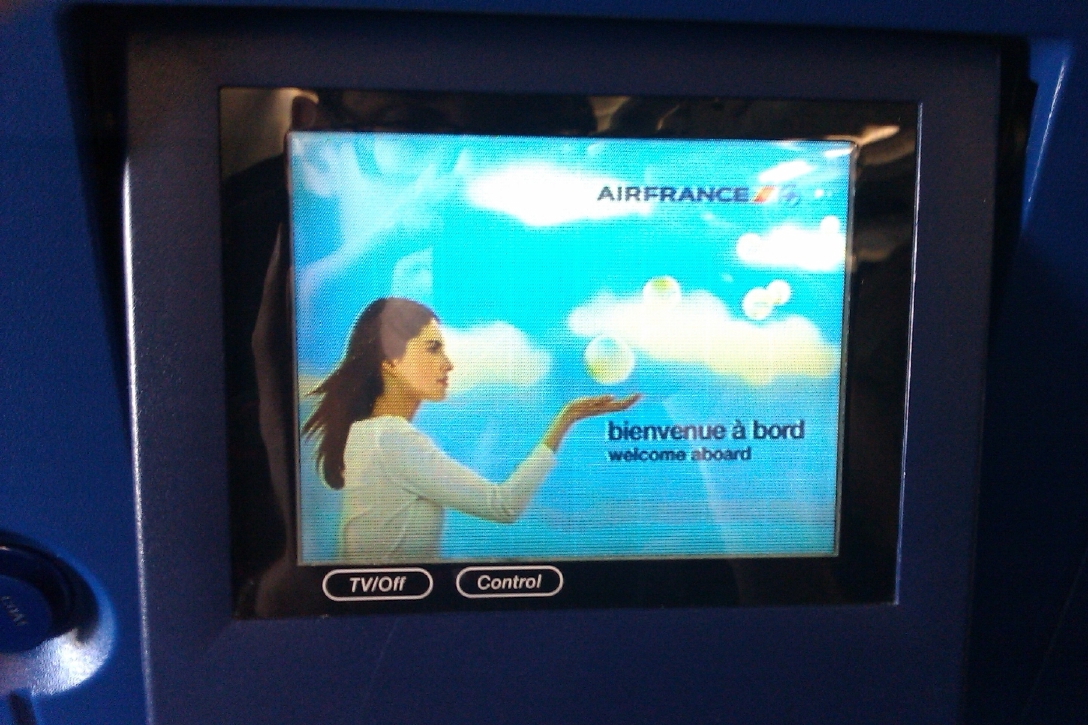 AIRFRANCE
bienvenue à bord
welcome aboard
TV/Off
Control